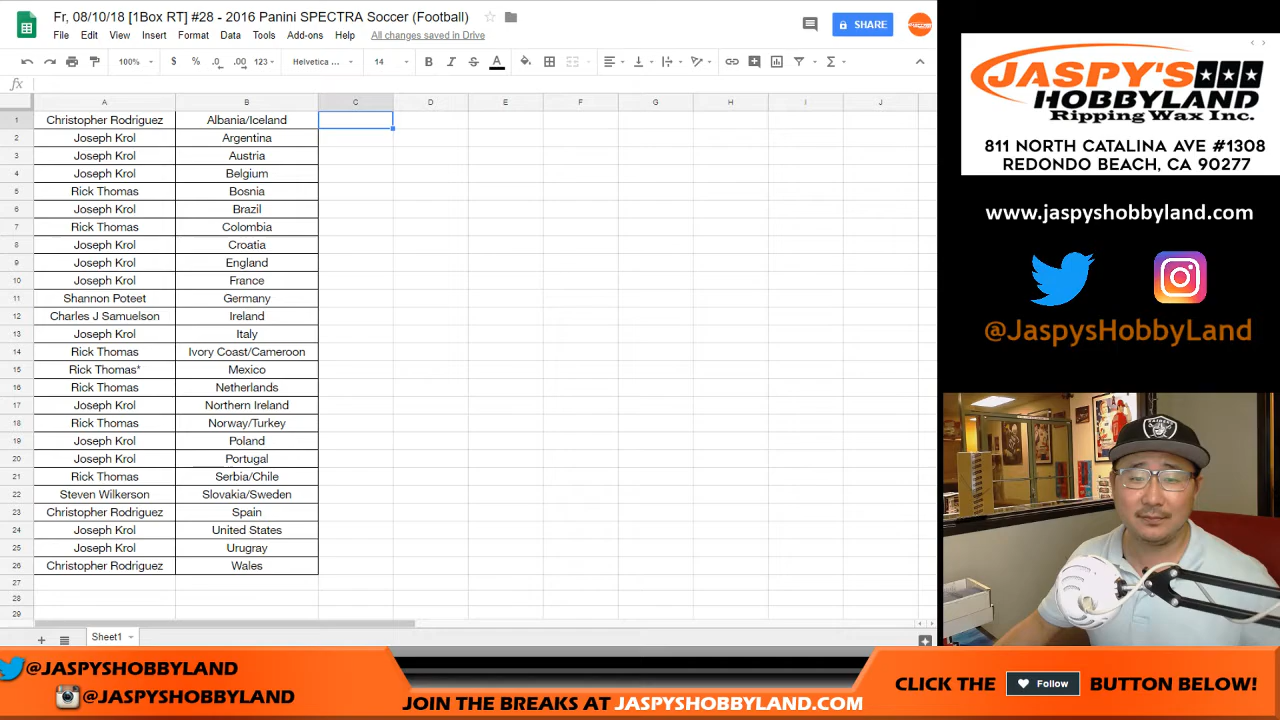 Fr, 08/10/18 [1Box RT] #28 - 2016 Panini SPECTRA Soccer (Football)
File Edit View Insert Format Data Tools Add-ons Help All changes saved in Drive
SHARE
100% $ % .0 .00 123 Helvetica ... 14 B I S A
fx
A B C D E F G H I J
1 Christopher Rodriguez Albania/Iceland
2 Joseph Krol Argentina
3 Joseph Krol Austria
4 Joseph Krol Belgium
5 Rick Thomas Bosnia
6 Joseph Krol Brazil
7 Rick Thomas Colombia
8 Joseph Krol Croatia
9 Joseph Krol England
10 Joseph Krol France
11 Shannon Poteet Germany
12 Charles J Samuelson Ireland
13 Joseph Krol Italy
14 Rick Thomas Ivory Coast/Cameroon
15 Rick Thomas* Mexico
16 Rick Thomas Netherlands
17 Joseph Krol Northern Ireland
18 Rick Thomas Norway/Turkey
19 Joseph Krol Poland
20 Joseph Krol Portugal
21 Rick Thomas Serbia/Chile
22 Steven Wilkerson Slovakia/Sweden
23 Christopher Rodriguez Spain
24 Joseph Krol United States
25 Joseph Krol Urugray
26 Christopher Rodriguez Wales
27
28
29
Sheet1
JASPY'S
HOBBYLAND
Ripping Wax Inc.
811 NORTH CATALINA AVE #1308
REDONDO BEACH, CA 90277
www.jaspyshobbyland.com
@JaspysHobbyLand
RAIDERS
@JASPYSHOBBYLAND
@JASPYSHOBBYLAND
JOIN THE BREAKS AT JASPYSHOBBYLAND.COM
CLICK THE Follow BUTTON BELOW!